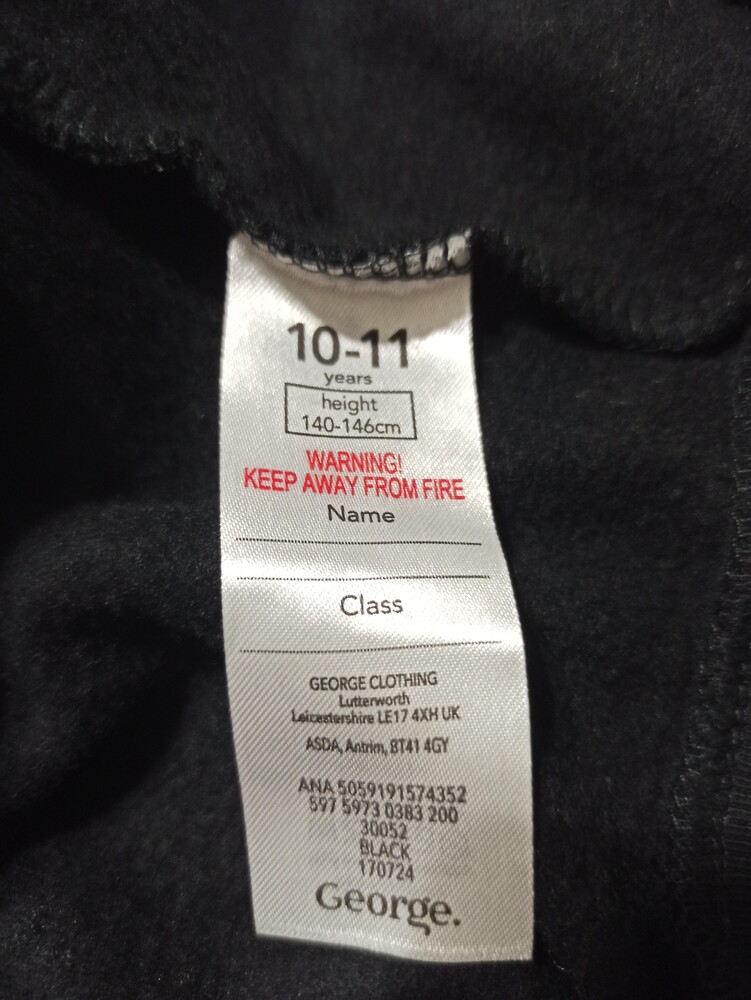 10-11
years
height
140-146cm
WARNING!
KEEP AWAY FROM FIRE
Name
Class
GEORGE CLOTHING
Lutterworth
Leicestershire LE17 4XH UK
ASDA, Antrim, BT41 4GY
ANA 5059191574352
597 5973 0383 200
30052
BLACK
170724
George.